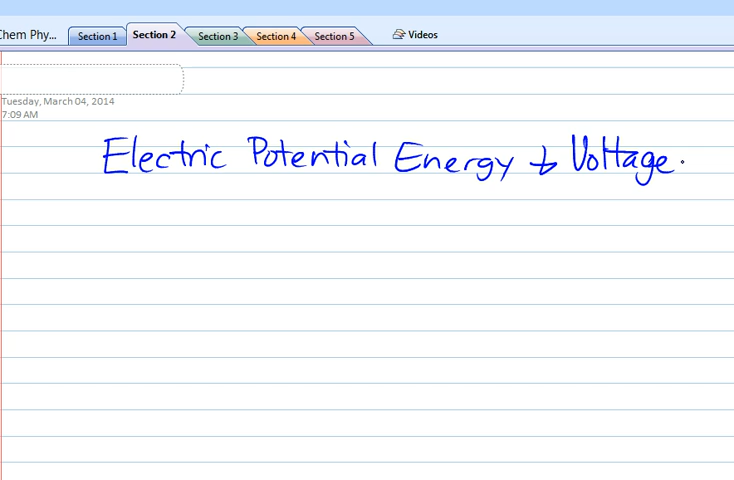 Chem Phy... Section 1 Section 2 Section 3 Section 4 Section 5 Videos
Tuesday, March 04, 2014
7:09 AM
Electric Potential Energy & Voltage.